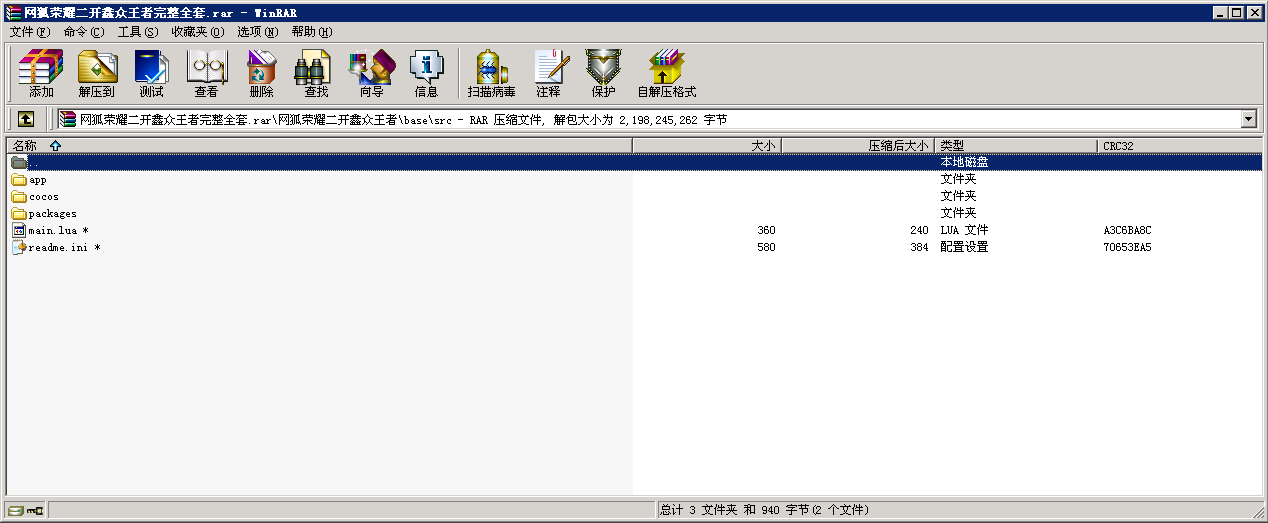 网狐荣耀二开鑫众王者完整全套.rar - WinRAR
文件(F) 命令(C) 工具(S) 收藏夹(O) 选项(N) 帮助(H)
添加 解压到 测试 查看 删除 查找 向导 信息 扫描病毒 注释 保护 自解压格式
网狐荣耀二开鑫众王者完整全套.rar\网狐荣耀二开鑫众王者\base\src - RAR 压缩文件, 解包大小为 2,198,245,262 字节
名称 大小 压缩后大小 类型 CRC32
.. 本地磁盘
app 文件夹
cocos 文件夹
packages 文件夹
main.lua * 360 240 LUA 文件 A3C6BA8C
readme.ini * 580 384 配置设置 70653EA5
总计 3 文件夹 和 940 字节(2 个文件)